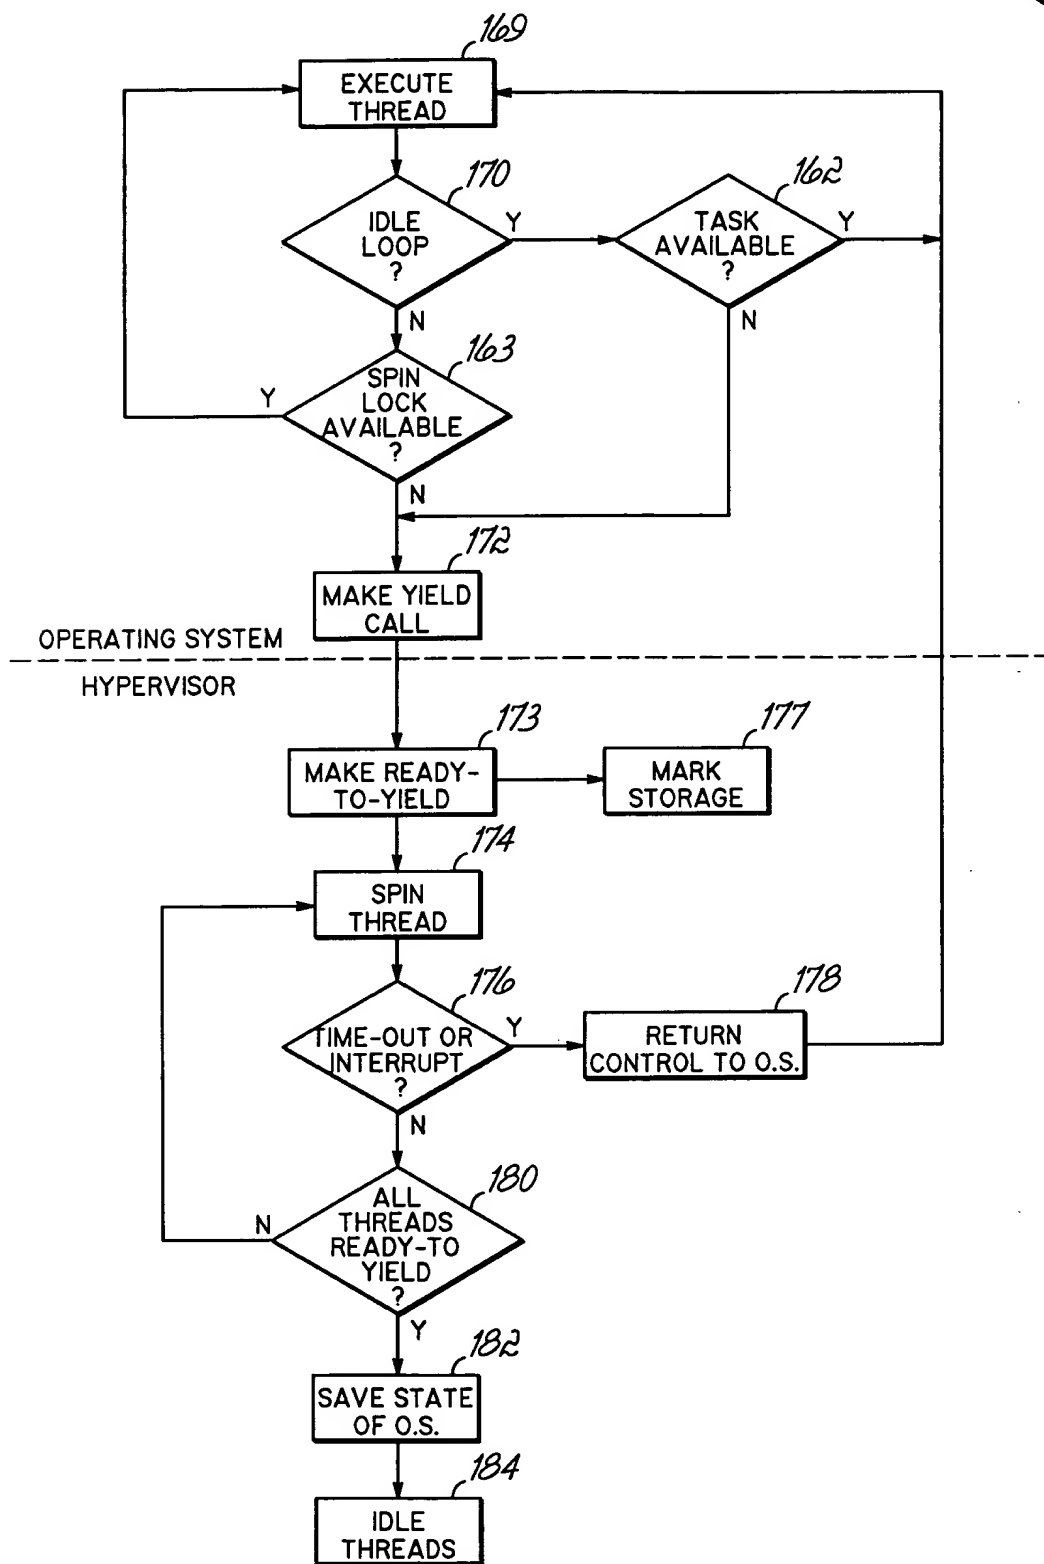 169
EXECUTE
THREAD
170
IDLE
LOOP
?
Y
N
162
TASK
AVAILABLE
?
Y
N
163
SPIN
LOCK
AVAILABLE
?
Y
N
172
MAKE YIELD
CALL
OPERATING SYSTEM
HYPERVISOR
173
MAKE READY-
TO-YIELD
177
MARK
STORAGE
174
SPIN
THREAD
176
TIME-OUT OR
INTERRUPT
?
Y
N
178
RETURN
CONTROL TO O.S.
180
ALL
THREADS
READY-TO
YIELD
?
N
Y
182
SAVE STATE
OF O.S.
184
IDLE
THREADS